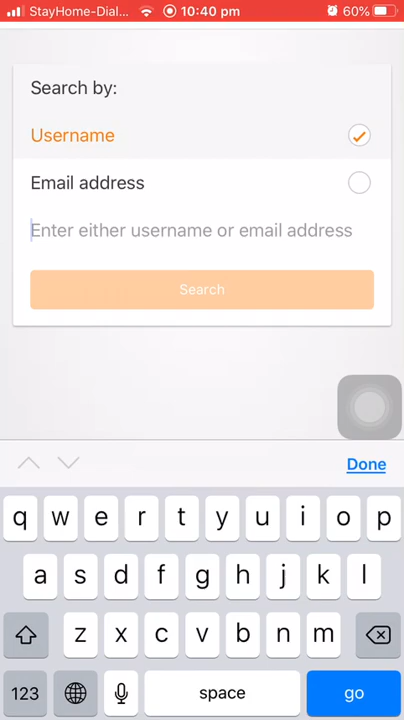 StayHome-Dial... 10:40 pm 60%
Search by:
Username
Email address
Enter either username or email address
Search
Done
q w e r t y u i o p
a s d f g h j k l
z x c v b n m
123 space go